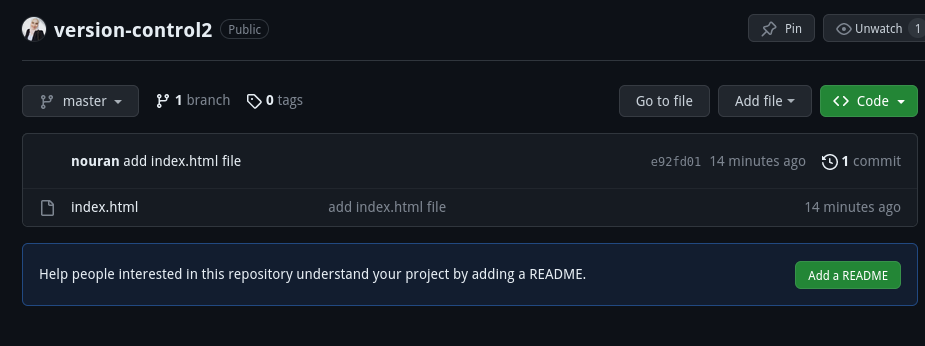 version-control2 Public Pin Unwatch 1
master 1 branch 0 tags Go to file Add file Code
nouran add index.html file e92fd01 14 minutes ago 1 commit
index.html add index.html file 14 minutes ago
Help people interested in this repository understand your project by adding a README. Add a README